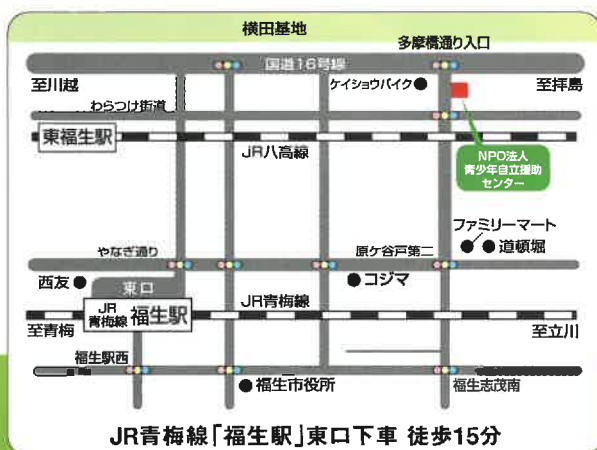 横田基地
多摩橋通り入口
国道16号線
至川越
ケイショウバイク
至拝島
わらつけ街道
東福生駅
JR八高線
NPO法人
青少年自立援助
センター
ファミリーマート
道頓堀
やなぎ通り
原ケ谷戸第二
西友
東口
コジマ
JR
青梅線
福生駅
JR青梅線
至青梅
至立川
福生駅西
福生市役所
福生志茂南
JR青梅線「福生駅」東口下車 徒歩15分